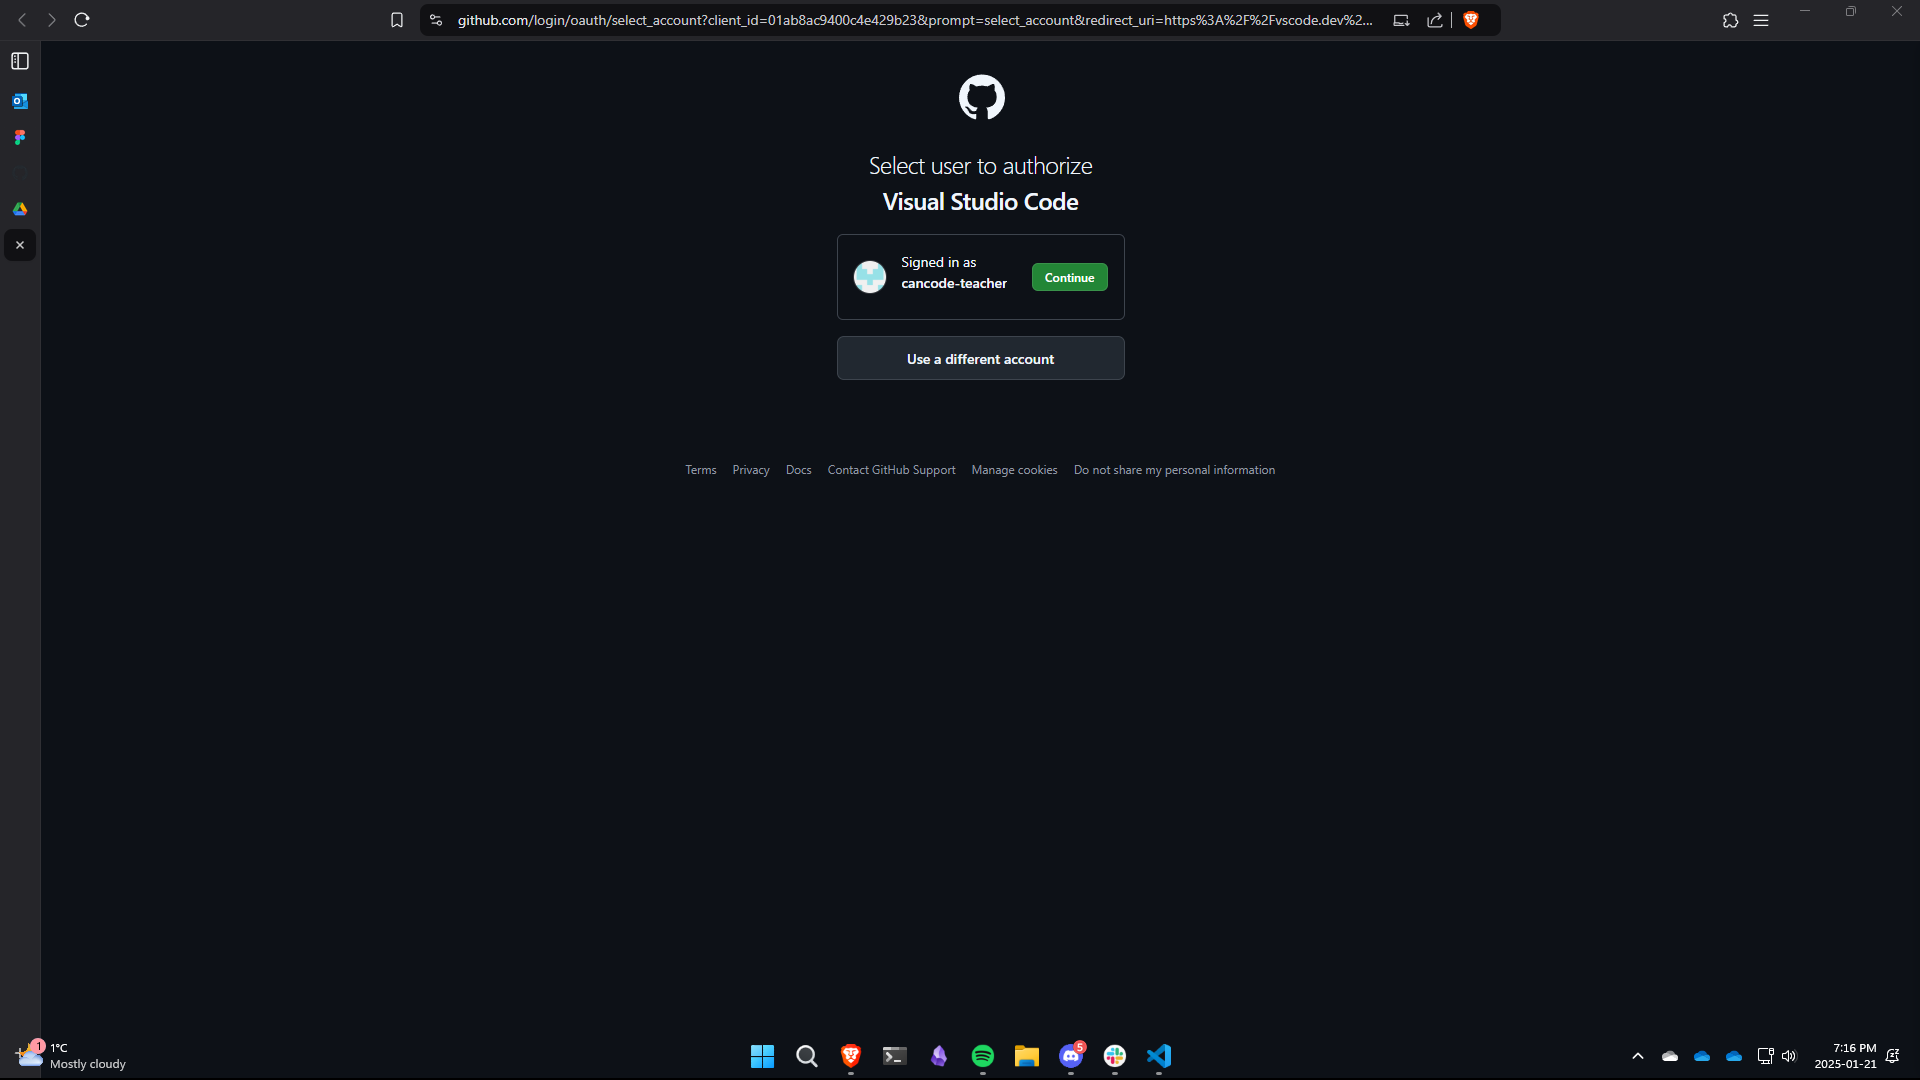 github.com/login/oauth/select_account?client_id=01ab8ac9400c4e429b23&prompt=select_account&redirect_uri=https%3A%2F%2Fvscode.dev%2...
Select user to authorize
Visual Studio Code
Signed in as
cancode-teacher
Continue
Use a different account
Terms Privacy Docs Contact GitHub Support Manage cookies Do not share my personal information
1
1°C
Mostly cloudy
5
7:16 PM
2025-01-21